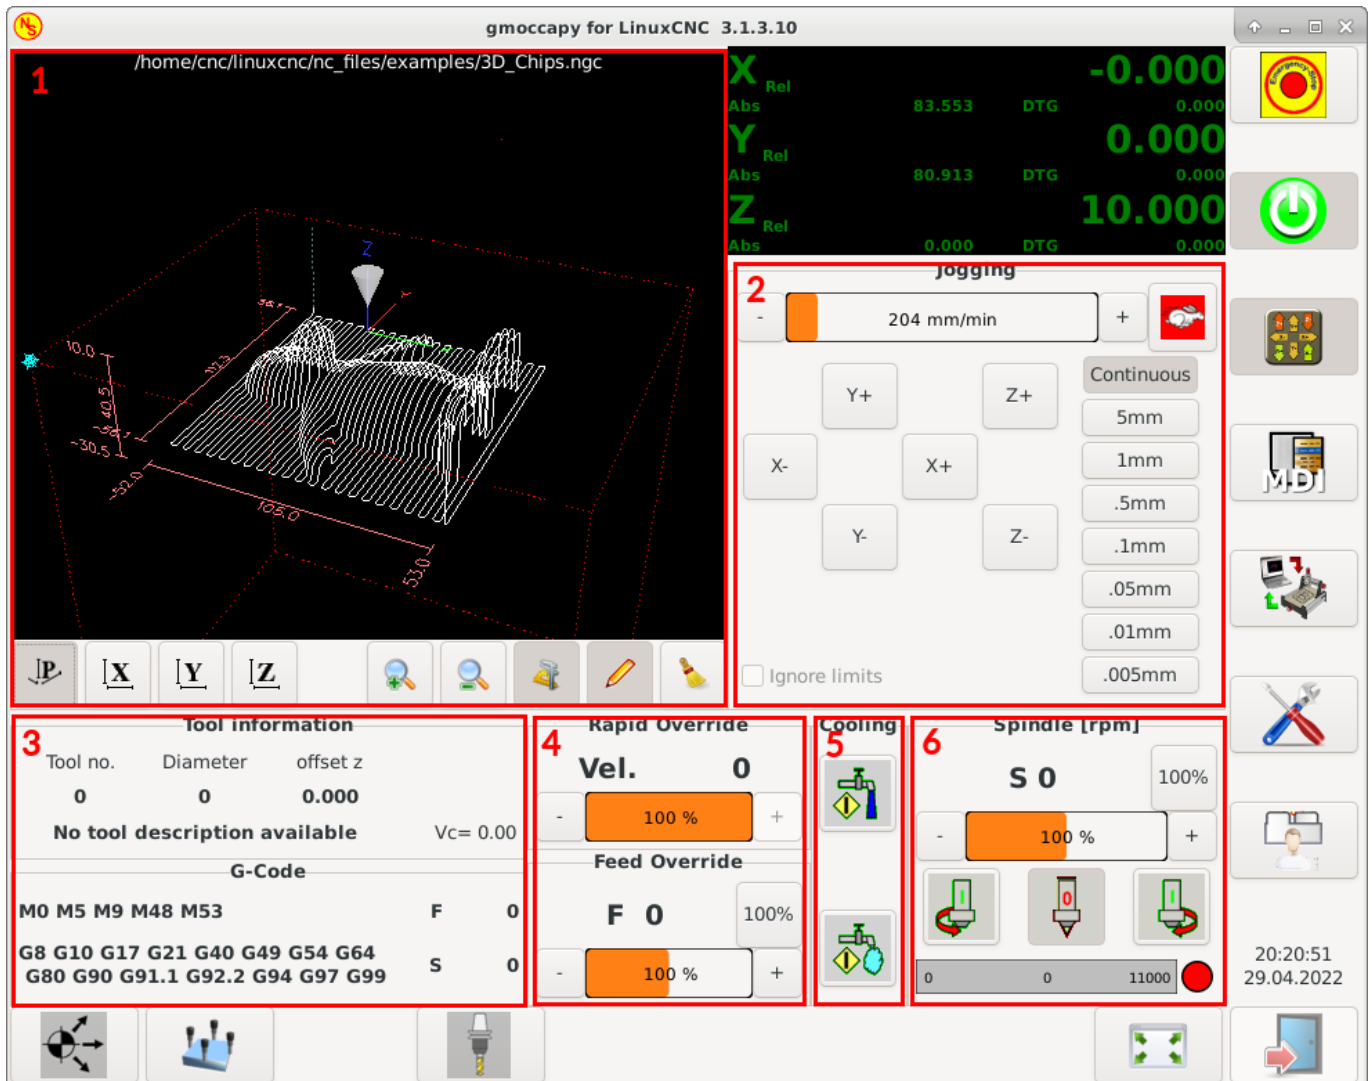 gmoccapy for LinuxCNC 3.1.3.10
1
/home/cnc/linuxcnc/nc_files/examples/3D_Chips.ngc
Z
Y
X
10.0
40.5
-30.5
112.3
-52.0
105.0
53.0
P
X
Y
Z
X Rel -0.000
Abs 83.553 DTG 0.000
Y Rel 0.000
Abs 80.913 DTG 0.000
Z Rel 10.000
Abs 0.000 DTG 0.000
Emergency-Stop
2
Jogging
- 204 mm/min +
Continuous
Y+ Z+
5mm
1mm
X- X+
.5mm
Y- Z-
.1mm
.05mm
.01mm
Ignore limits
.005mm
MDI
3
Tool information
Tool no. Diameter offset z
0 0 0.000
No tool description available Vc= 0.00
G-Code
M0 M5 M9 M48 M53 F 0
G8 G10 G17 G21 G40 G49 G54 G64
G80 G90 G91.1 G92.2 G94 G97 G99
S 0
4
Rapid Override
Vel. 0
- 100 % +
Feed Override
F 0 100%
- 100 % +
5
Cooling
6
Spindle [rpm]
S 0 100%
- 100 % +
I 0 I
0 0 11000
20:20:51
29.04.2022